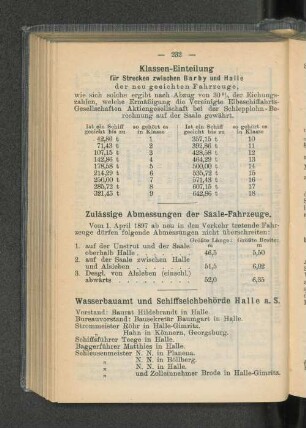 — 232 —
Klassen-Einteilung
für Strecken zwischen Barby und Halle
der neu geeichten Fahrzeuge,
wie sich solche ergibt nach Abzug von 30% der Eichungs-
zahlen, welche Ermäßigung die Vereinigte Elbeschiffahrts-
Gesellschaften Aktiengesellschaft bei der Schlepplohn-Be-
rechnung auf der Saale gewährt.
Ist ein Schiff geeicht bis zu | so gehört es in Klasse | Ist ein Schiff geeicht bis zu | so gehört es in Klasse
62,86 t 1 357,15 t 10
71,43 t 2 392,86 t 11
107,15 t 3 428,58 t 13
142,86 t 4 464,29 t 14
178,58 t 5 500,00 t 14
214,29 t 6 535,72 t 15
250,00 t 7 571,43 t 16
285,72 t 8 607,15 t 17
321,43 t 9 642,86 t 18
Zulässige Abmessungen der Saale-Fahrzeuge.
Vom 1. April 1897 ab neu in den Verkehr tretende Fahr-
zeuge dürfen folgende Abmessungen nicht überschreiten:
Größte Länge: Größte Breite:
m m
1. auf der Unstrut und der Saale
oberhalb Halle 46,5 5,50
2. auf der Saale zwischen Halle
und Alsleben 51,5 6,02
3. Desgl. von Alsleben (einschl.)
abwärts 52,0 6,35
Wasserbauamt und Schiffseichbehörde Halle a. S.
Vorstand: Baurat Hildebrandt in Halle.
Bureauvorstand: Bausekretär Baumgart in Halle.
Strommeister Röhr in Halle-Gimritz.
" Hahn in Könnern, Georgsburg.
Schiffsführer Toege in Halle.
Baggerführer Matthies in Halle.
Schleusenmeister N. N. in Planena.
" N. N. in Böllberg.
" N. N. in Halle.
" und Zolleinnehmer Broda in Halle-Gimritz.